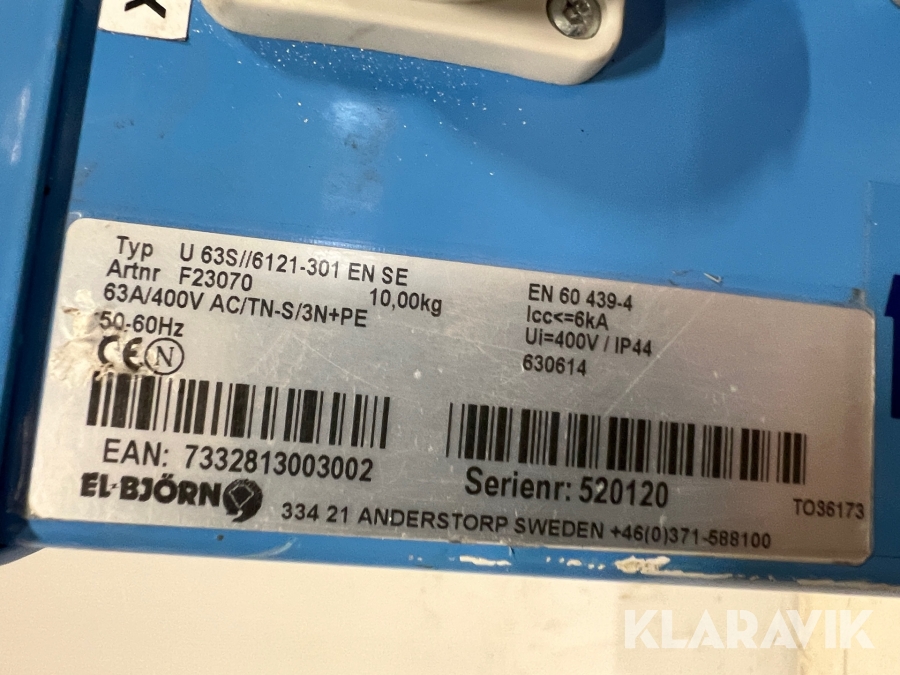 Typ U 63S//6121-301 EN SE
Artnr F23070 10,00kg
63A/400V AC/TN-S/3N+PE
50-60Hz
CE N
EN 60 439-4
Icc<=6kA
Ui=400V / IP44
630614
EAN: 7332813003002
Serienr: 520120
EL-BJÖRN
334 21 ANDERSTORP SWEDEN +46(0)371-588100
TO36173
KLARAVIK